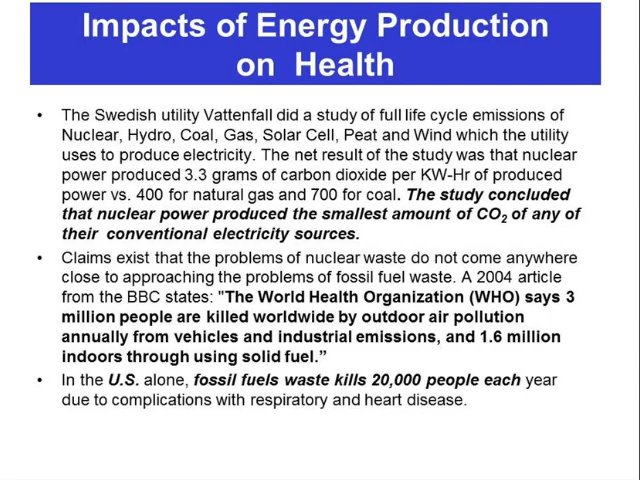 Impacts of Energy Production
on Health
• The Swedish utility Vattenfall did a study of full life cycle emissions of
Nuclear, Hydro, Coal, Gas, Solar Cell, Peat and Wind which the utility
uses to produce electricity. The net result of the study was that nuclear
power produced 3.3 grams of carbon dioxide per KW-Hr of produced
power vs. 400 for natural gas and 700 for coal. The study concluded
that nuclear power produced the smallest amount of CO₂ of any of
their conventional electricity sources.
• Claims exist that the problems of nuclear waste do not come anywhere
close to approaching the problems of fossil fuel waste. A 2004 article
from the BBC states: "The World Health Organization (WHO) says 3
million people are killed worldwide by outdoor air pollution
annually from vehicles and industrial emissions, and 1.6 million
indoors through using solid fuel.”
• In the U.S. alone, fossil fuels waste kills 20,000 people each year
due to complications with respiratory and heart disease.